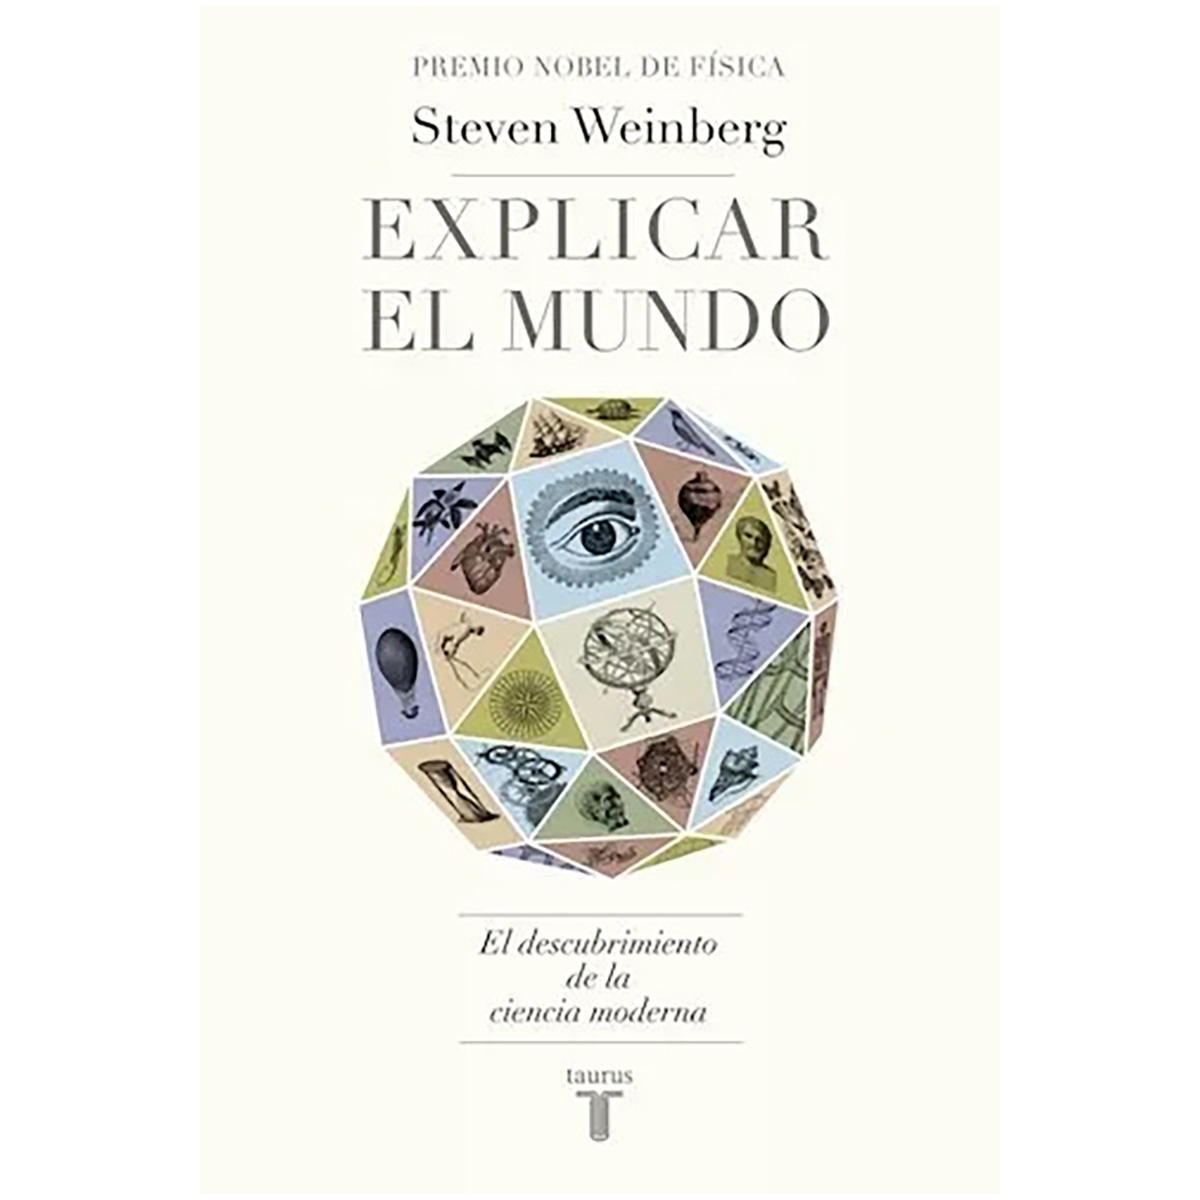 PREMIO NOBEL DE FÍSICA
Steven Weinberg
EXPLICAR
EL MUNDO
El descubrimiento
de la
ciencia moderna
taurus